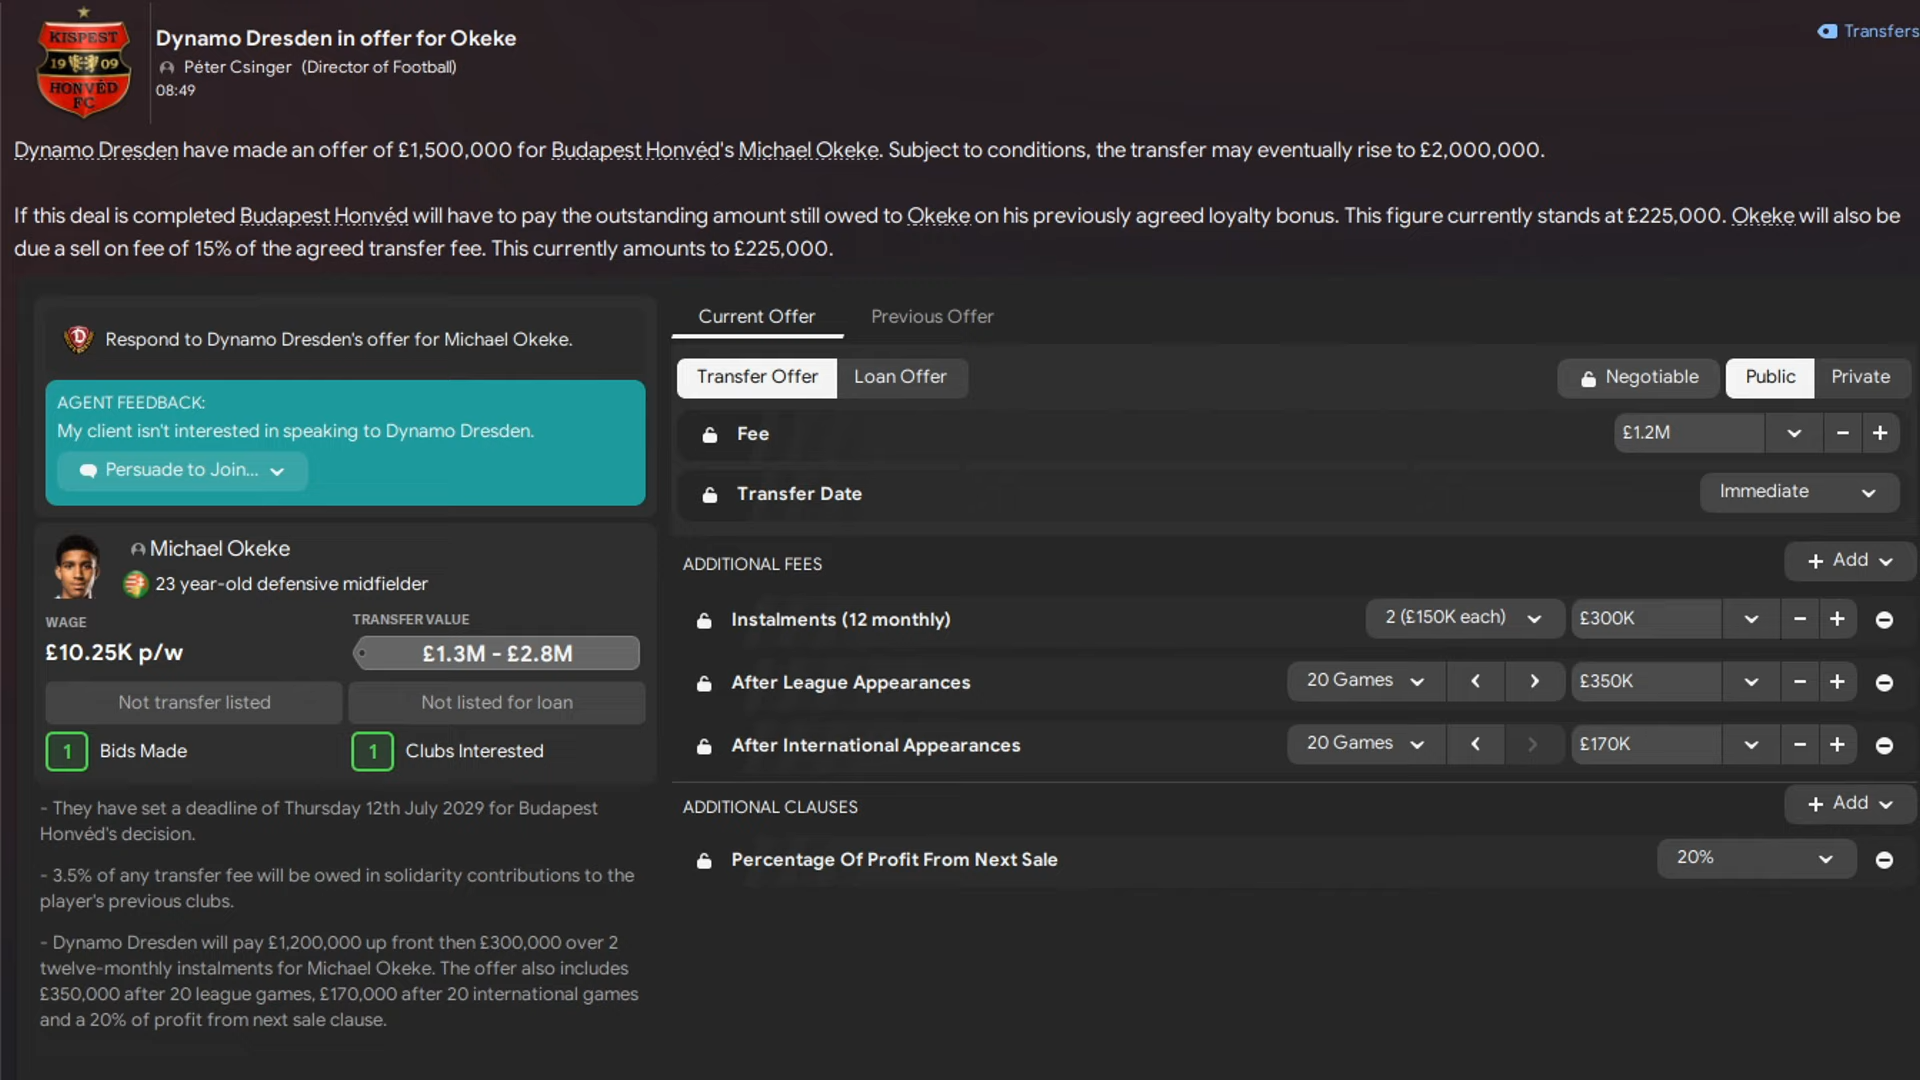 KISPEST
1909
HONVÉD
FC
Dynamo Dresden in offer for Okeke
Péter Csinger (Director of Football)
08:49
Transfers
Dynamo Dresden have made an offer of £1,500,000 for Budapest Honvéd's Michael Okeke. Subject to conditions, the transfer may eventually rise to £2,000,000.
If this deal is completed Budapest Honvéd will have to pay the outstanding amount still owed to Okeke on his previously agreed loyalty bonus. This figure currently stands at £225,000. Okeke will also be
due a sell on fee of 15% of the agreed transfer fee. This currently amounts to £225,000.
D
Respond to Dynamo Dresden's offer for Michael Okeke.
AGENT FEEDBACK:
My client isn't interested in speaking to Dynamo Dresden.
Persuade to Join...
Michael Okeke
23 year-old defensive midfielder
WAGE
£10.25K p/w
TRANSFER VALUE
£1.3M - £2.8M
Not transfer listed
Not listed for loan
1 Bids Made
1 Clubs Interested
- They have set a deadline of Thursday 12th July 2029 for Budapest
Honvéd's decision.
- 3.5% of any transfer fee will be owed in solidarity contributions to the
player's previous clubs.
- Dynamo Dresden will pay £1,200,000 up front then £300,000 over 2
twelve-monthly instalments for Michael Okeke. The offer also includes
£350,000 after 20 league games, £170,000 after 20 international games
and a 20% of profit from next sale clause.
Current Offer
Previous Offer
Transfer Offer
Loan Offer
Negotiable
Public
Private
Fee
£1.2M
Transfer Date
Immediate
ADDITIONAL FEES
+ Add
Instalments (12 monthly)
2 (£150K each)
£300K
After League Appearances
20 Games
£350K
After International Appearances
20 Games
£170K
ADDITIONAL CLAUSES
+ Add
Percentage Of Profit From Next Sale
20%